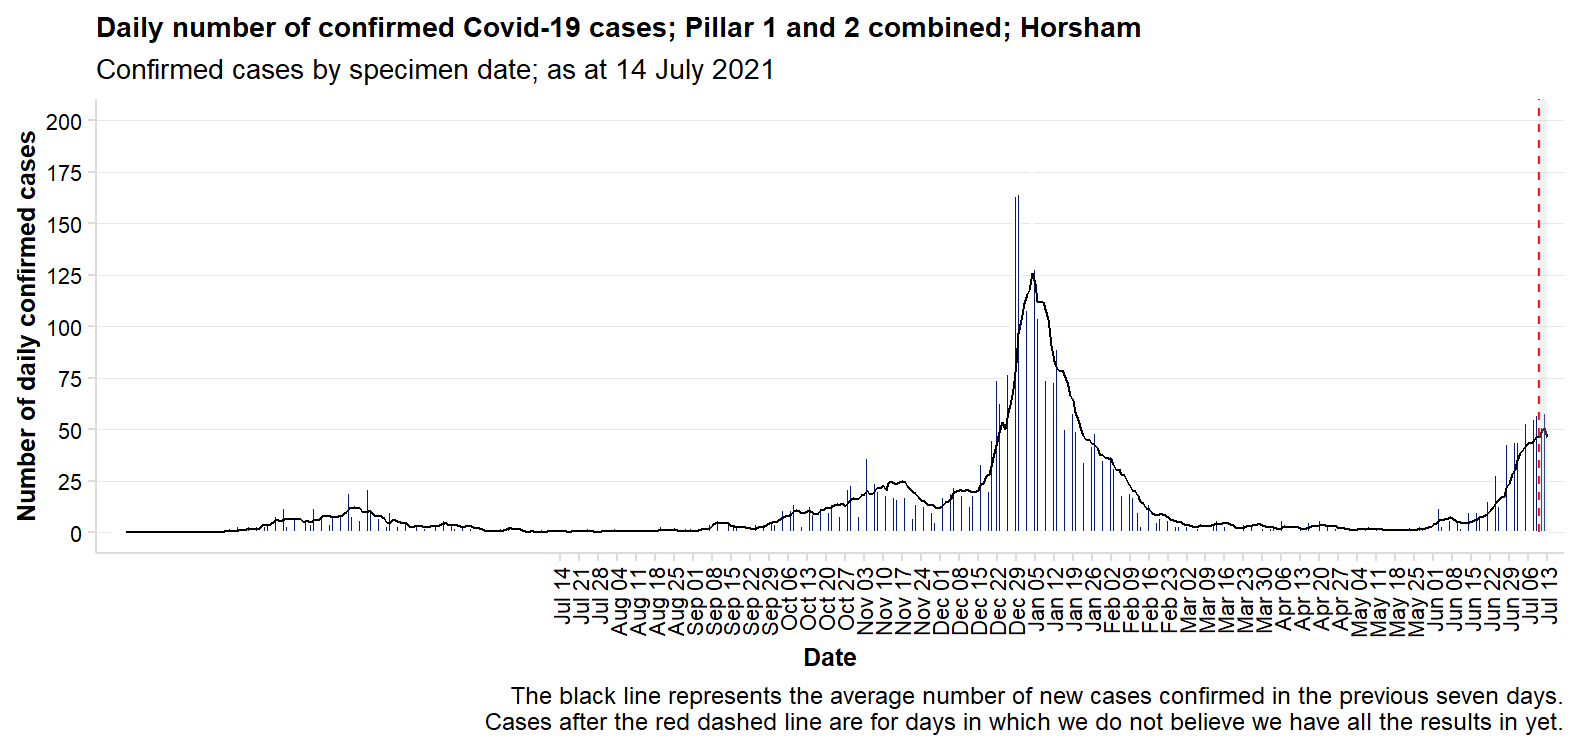 Daily number of confirmed Covid-19 cases; Pillar 1 and 2 combined; Horsham
Confirmed cases by specimen date; as at 14 July 2021
Number of daily confirmed cases
200
175
150
125
100
75
50
25
0
Jul 14
Jul 21
Jul 28
Aug 04
Aug 11
Aug 18
Aug 25
Sep 01
Sep 08
Sep 15
Sep 22
Sep 29
Oct 06
Oct 13
Oct 20
Oct 27
Nov 03
Nov 10
Nov 17
Nov 24
Dec 01
Dec 08
Dec 15
Dec 22
Dec 29
Jan 05
Jan 12
Jan 19
Jan 26
Feb 02
Feb 09
Feb 16
Feb 23
Mar 02
Mar 09
Mar 16
Mar 23
Mar 30
Apr 06
Apr 13
Apr 20
Apr 27
May 04
May 11
May 18
May 25
Jun 01
Jun 08
Jun 15
Jun 22
Jun 29
Jul 06
Jul 13
Date
The black line represents the average number of new cases confirmed in the previous seven days.
Cases after the red dashed line are for days in which we do not believe we have all the results in yet.